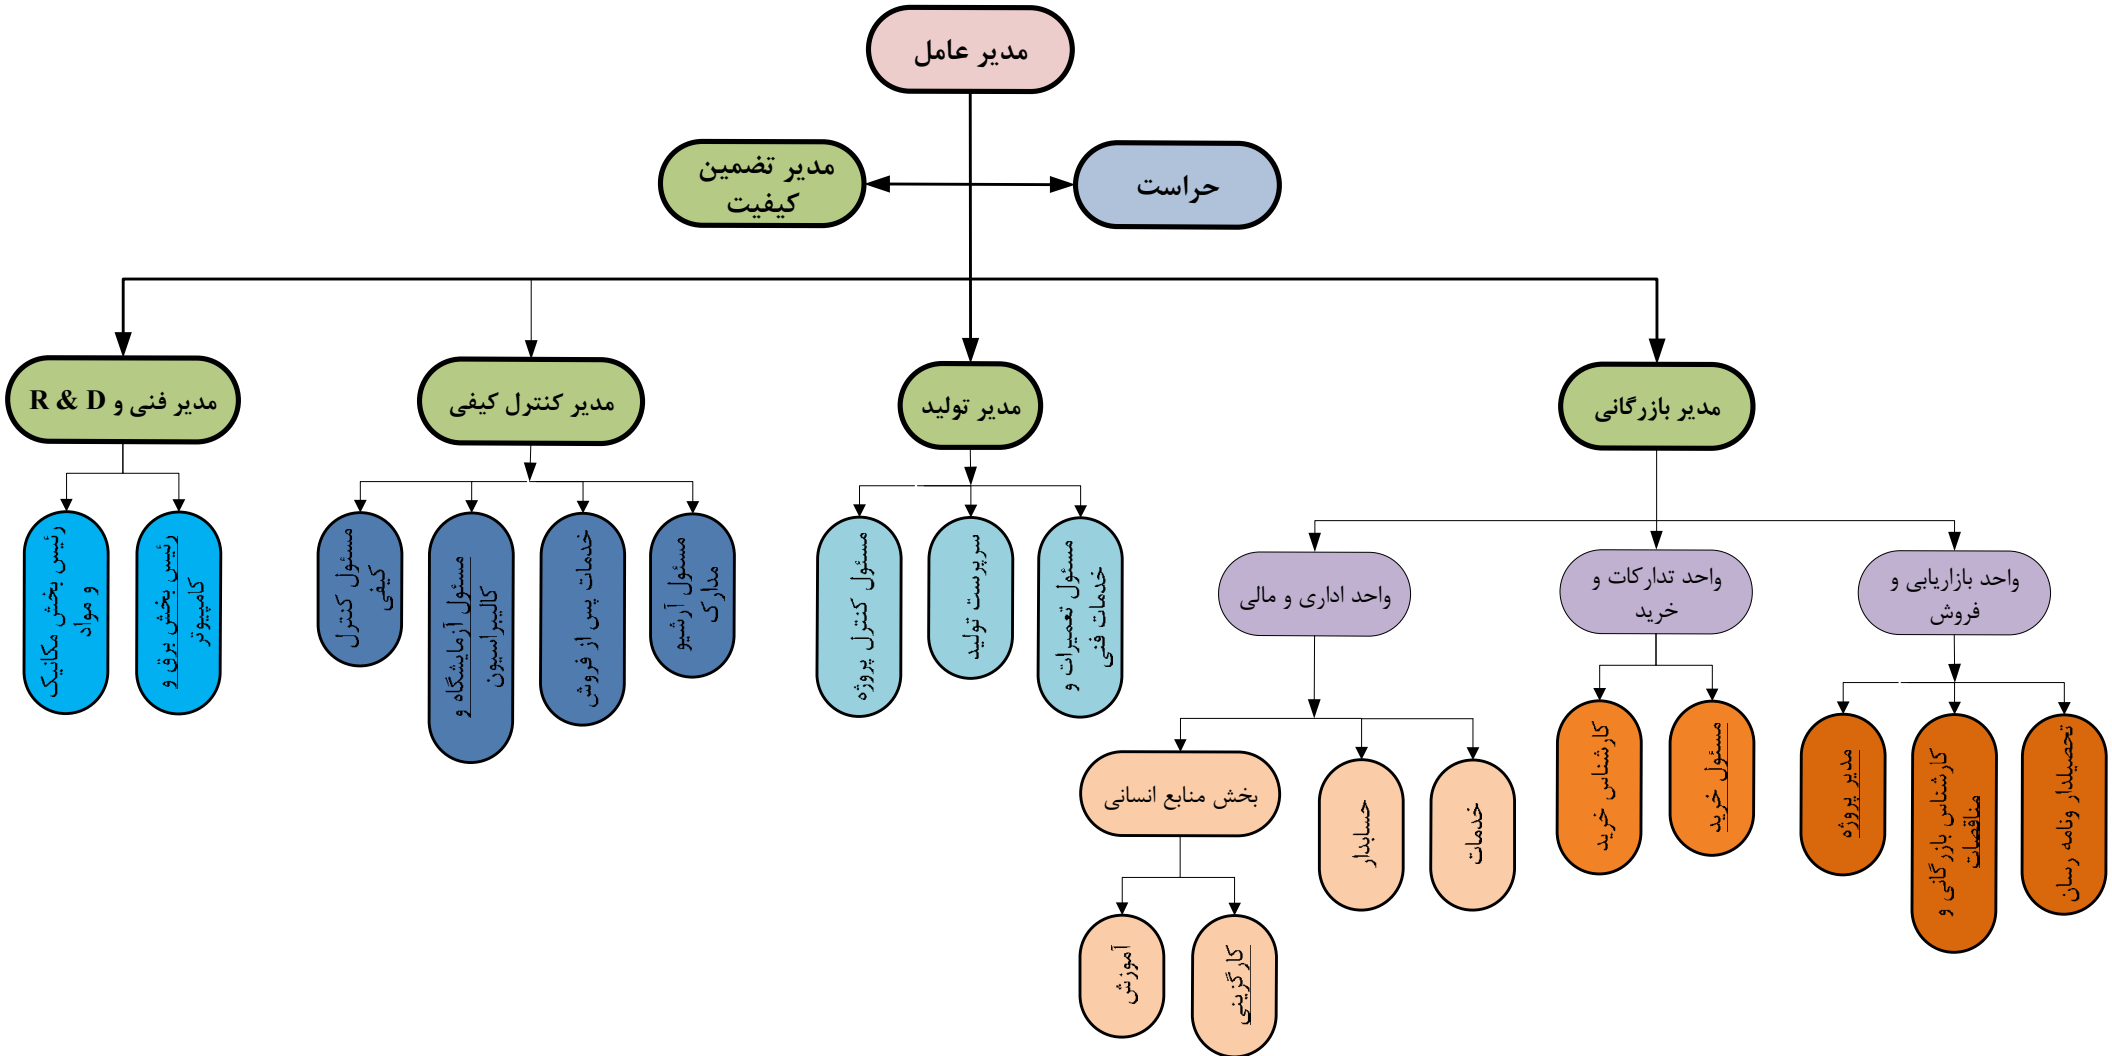 مدیر عامل
مدیر تضمین
کیفیت
حراست
مدیر فنی و R & D
مدیر کنترل کیفی
مدیر تولید
مدیر بازرگانی
رئیس بخش مکانیک
و مواد
رئیس بخش برق و
کامپیوتر
مسئول کنترل
کیفی
مسئول آزمایشگاه و
کالیبراسیون
خدمات پس از فروش
مسئول آرشیو
مدارک
مسئول کنترل پروژه
سرپرست تولید
مسئول تعمیرات و
خدمات فنی
واحد اداری و مالی
واحد تدارکات و
خرید
واحد بازاریابی و
فروش
بخش منابع انسانی
حسابدار
خدمات
کارشناس خرید
مسئول خرید
مدیر پروژه
کارشناس بازرگانی و
مناقصات
تحصیلدار ونامه رسان
آموزش
کارگزینی